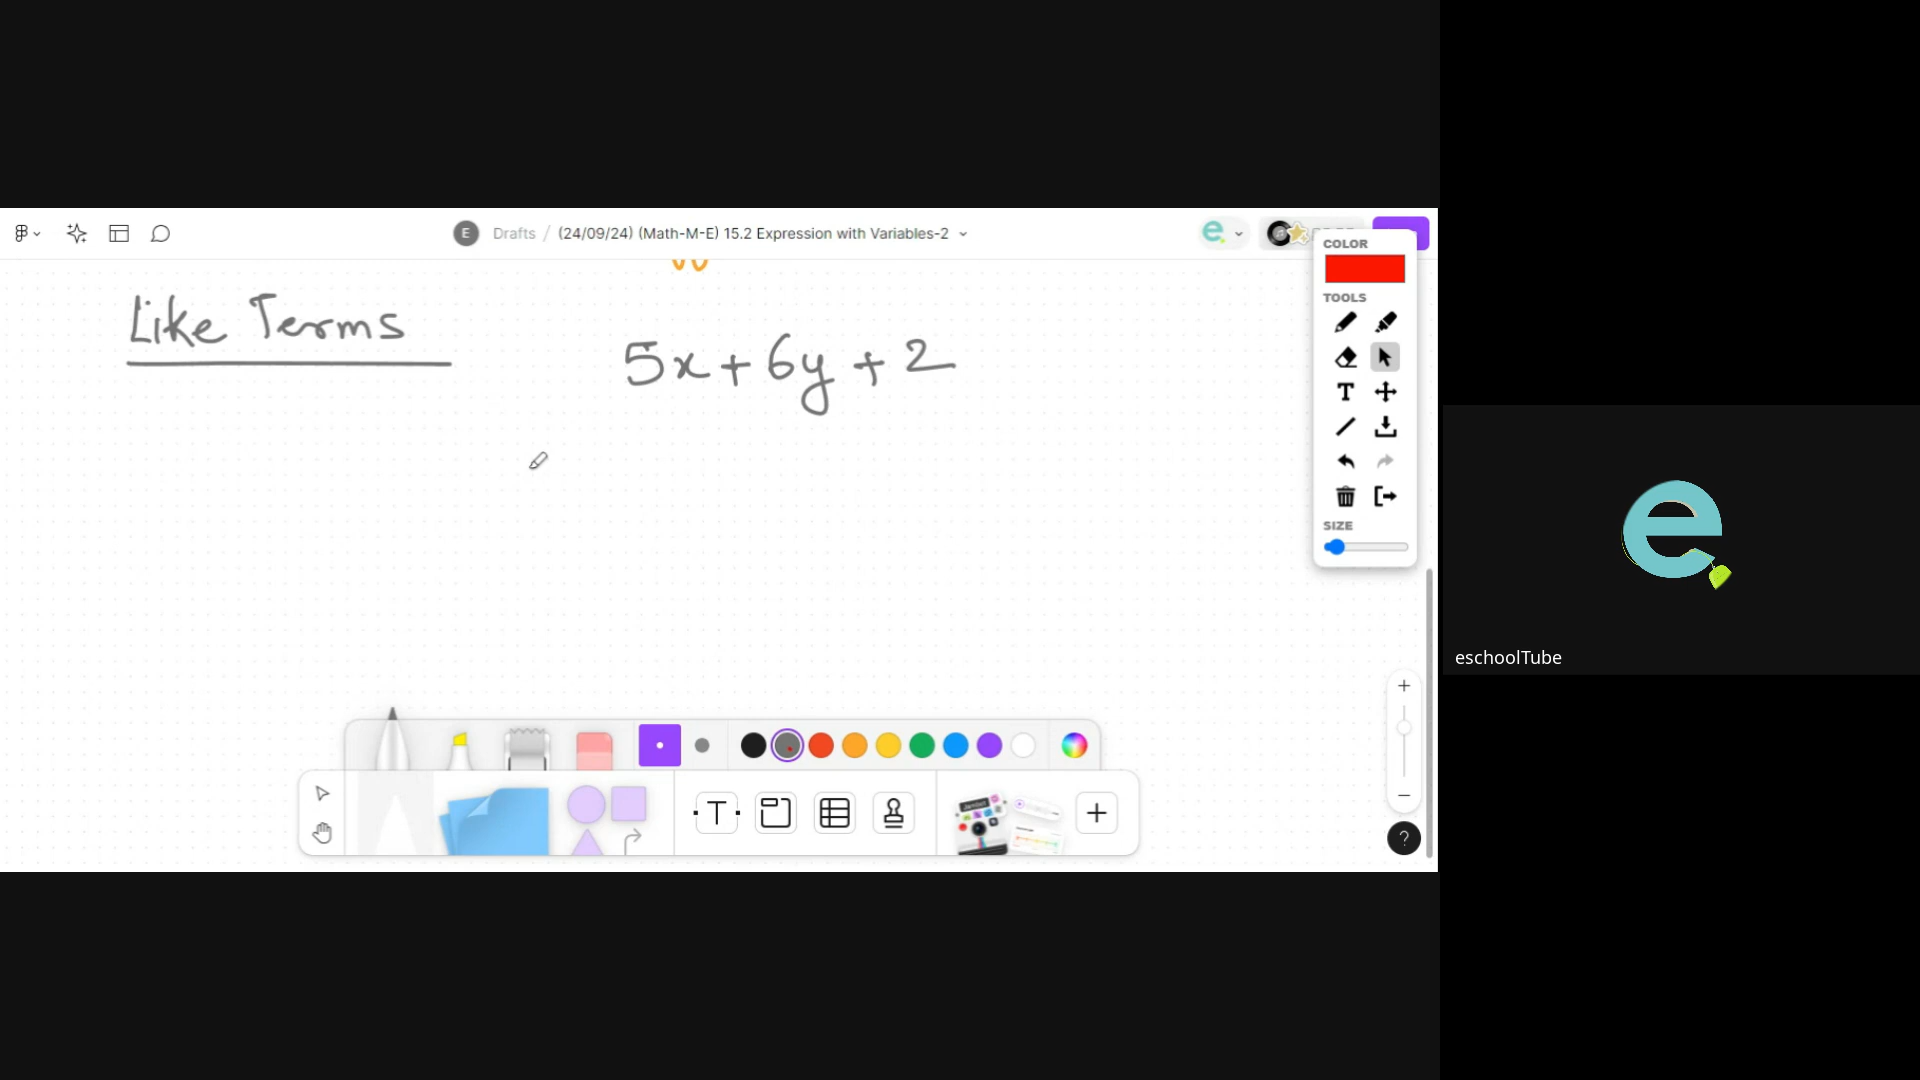 E Drafts / (24/09/24) (Math-M-E) 15.2 Expression with Variables-2
COLOR
TOOLS
T
SIZE
Like Terms
5x+6y+2
T
+
−
?
eschoolTube